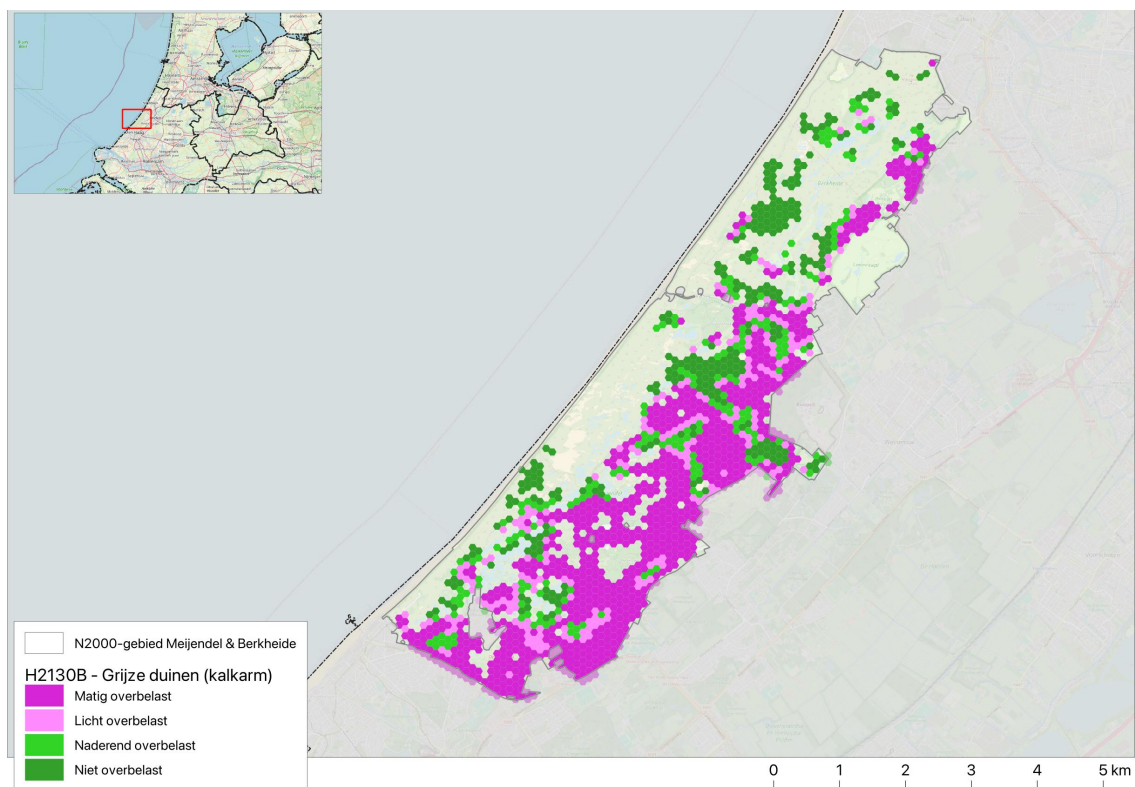 N2000-gebied Meijendel & Berkheide
H2130B - Grijze duinen (kalkarm)
Matig overbelast
Licht overbelast
Naderend overbelast
Niet overbelast
0 1 2 3 4 5 km